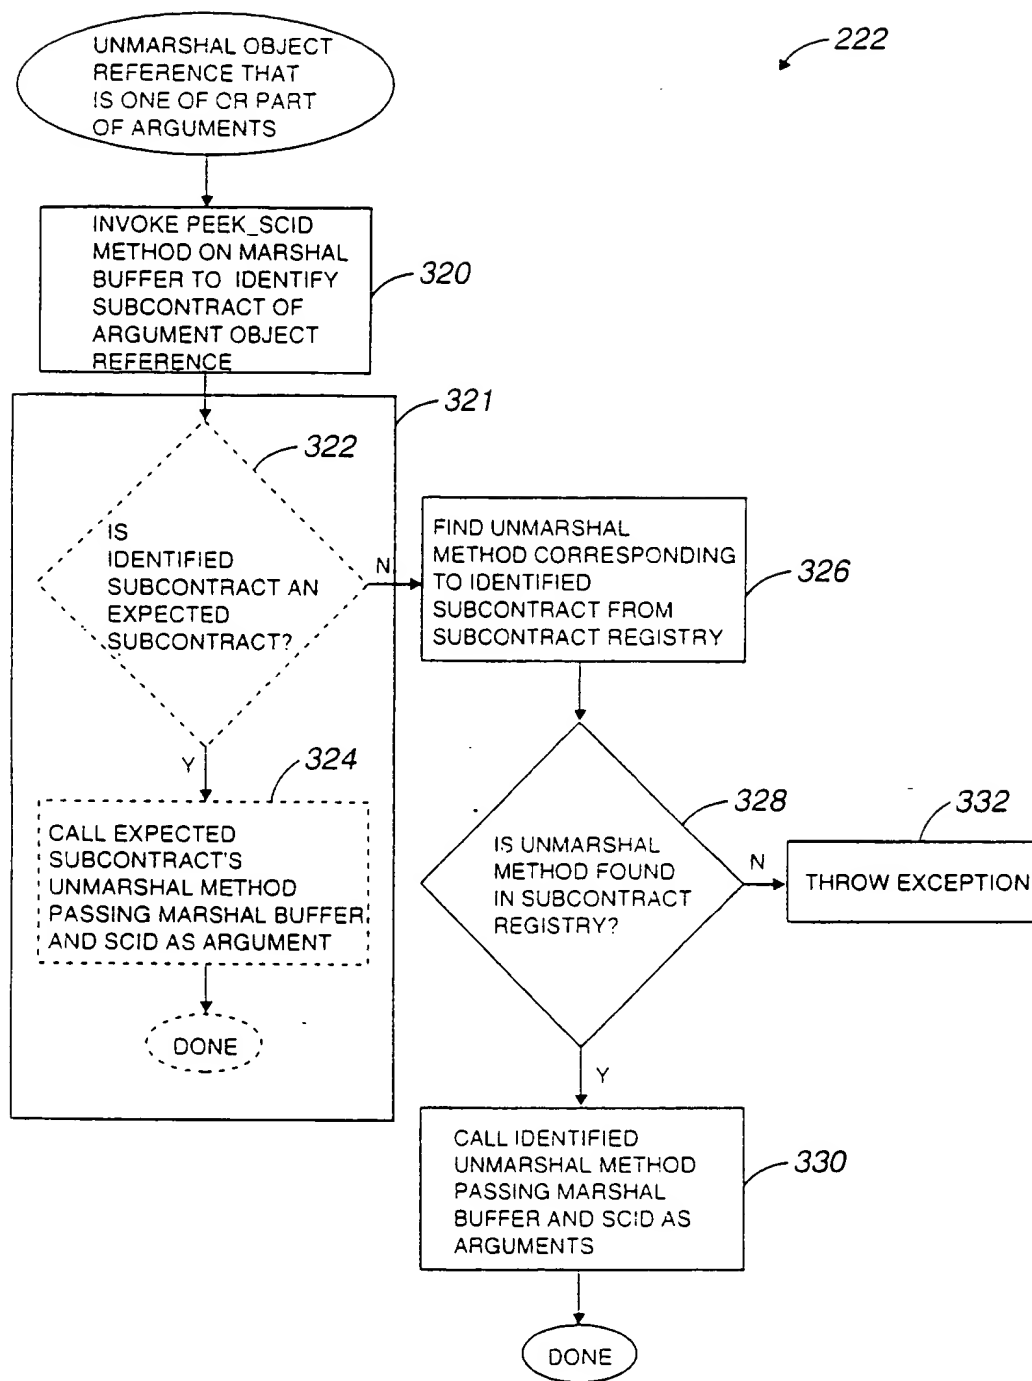 UNMARSHAL OBJECT
REFERENCE THAT
IS ONE OF CR PART
OF ARGUMENTS
222
INVOKE PEEK_SCID
METHOD ON MARSHAL
BUFFER TO IDENTIFY
SUBCONTRACT OF
ARGUMENT OBJECT
REFERENCE
320
321
322
IS
IDENTIFIED
SUBCONTRACT AN
EXPECTED
SUBCONTRACT?
N
Y
324
CALL EXPECTED
SUBCONTRACT'S
UNMARSHAL METHOD
PASSING MARSHAL BUFFER
AND SCID AS ARGUMENT
DONE
FIND UNMARSHAL
METHOD CORRESPONDING
TO IDENTIFIED
SUBCONTRACT FROM
SUBCONTRACT REGISTRY
326
328
IS UNMARSHAL
METHOD FOUND
IN SUBCONTRACT
REGISTRY?
N
332
THROW EXCEPTION
Y
CALL IDENTIFIED
UNMARSHAL METHOD
PASSING MARSHAL
BUFFER AND SCID AS
ARGUMENTS
330
DONE